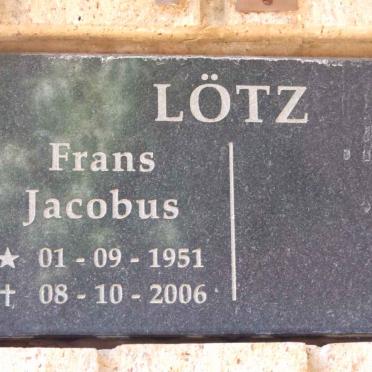 LÖTZ
Frans
Jacobus
★ 01 - 09 - 1951
† 08 - 10 - 2006